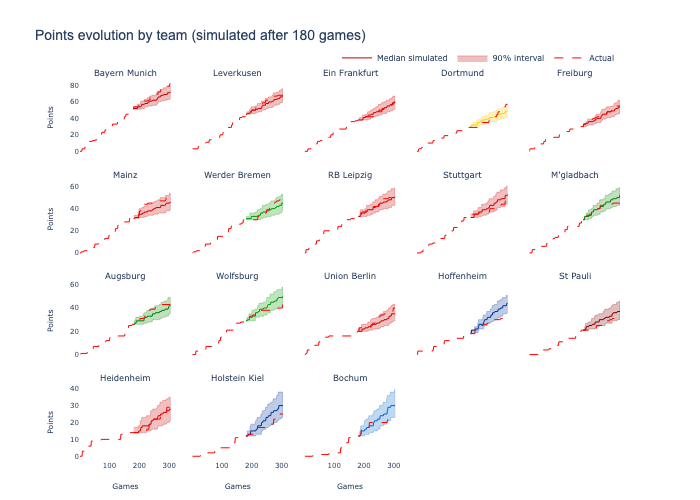 Points evolution by team (simulated after 180 games)
Median simulated 90% interval Actual
Bayern Munich Leverkusen Ein Frankfurt Dortmund Freiburg
80
60
40
20
0
Points
Mainz Werder Bremen RB Leipzig Stuttgart M'gladbach
60
40
20
0
Points
Augsburg Wolfsburg Union Berlin Hoffenheim St Pauli
60
40
20
0
Points
Heidenheim Holstein Kiel Bochum
40
30
20
10
0
Points
100 200 300 100 200 300 100 200 300
Games Games Games